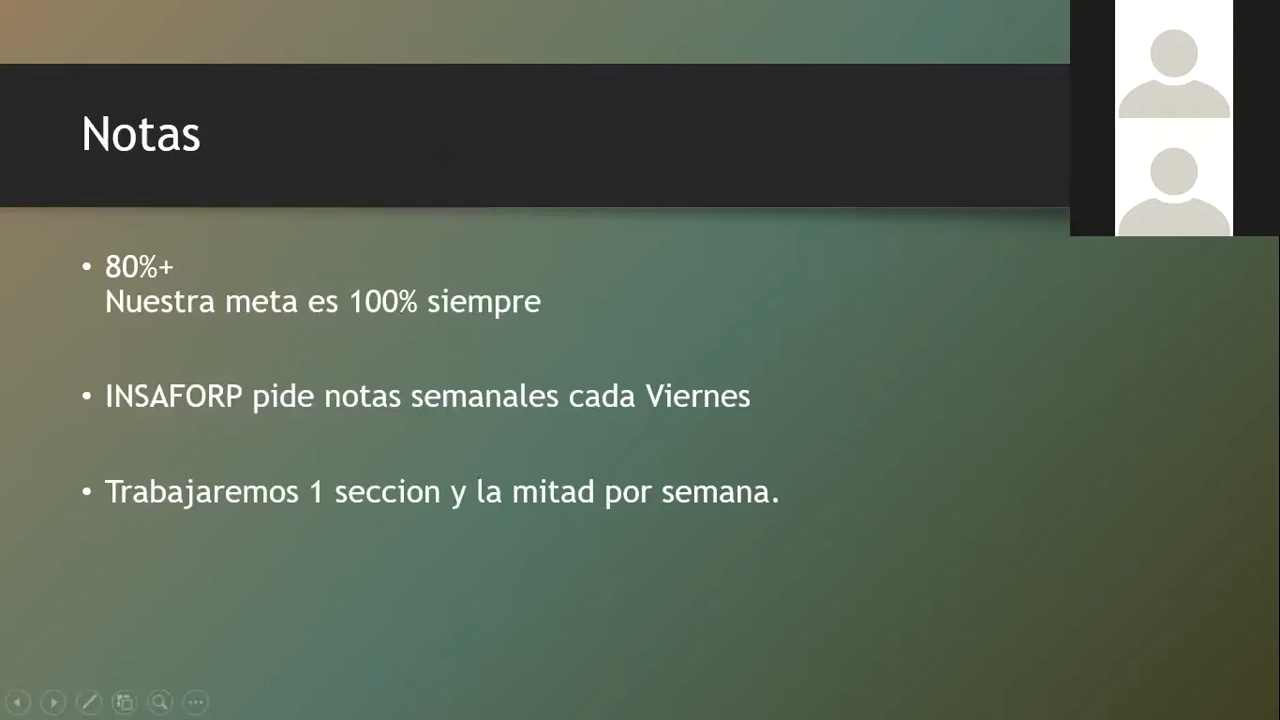 Notas
• 80%+
Nuestra meta es 100% siempre
• INSAFORP pide notas semanales cada Viernes
• Trabajaremos 1 seccion y la mitad por semana.